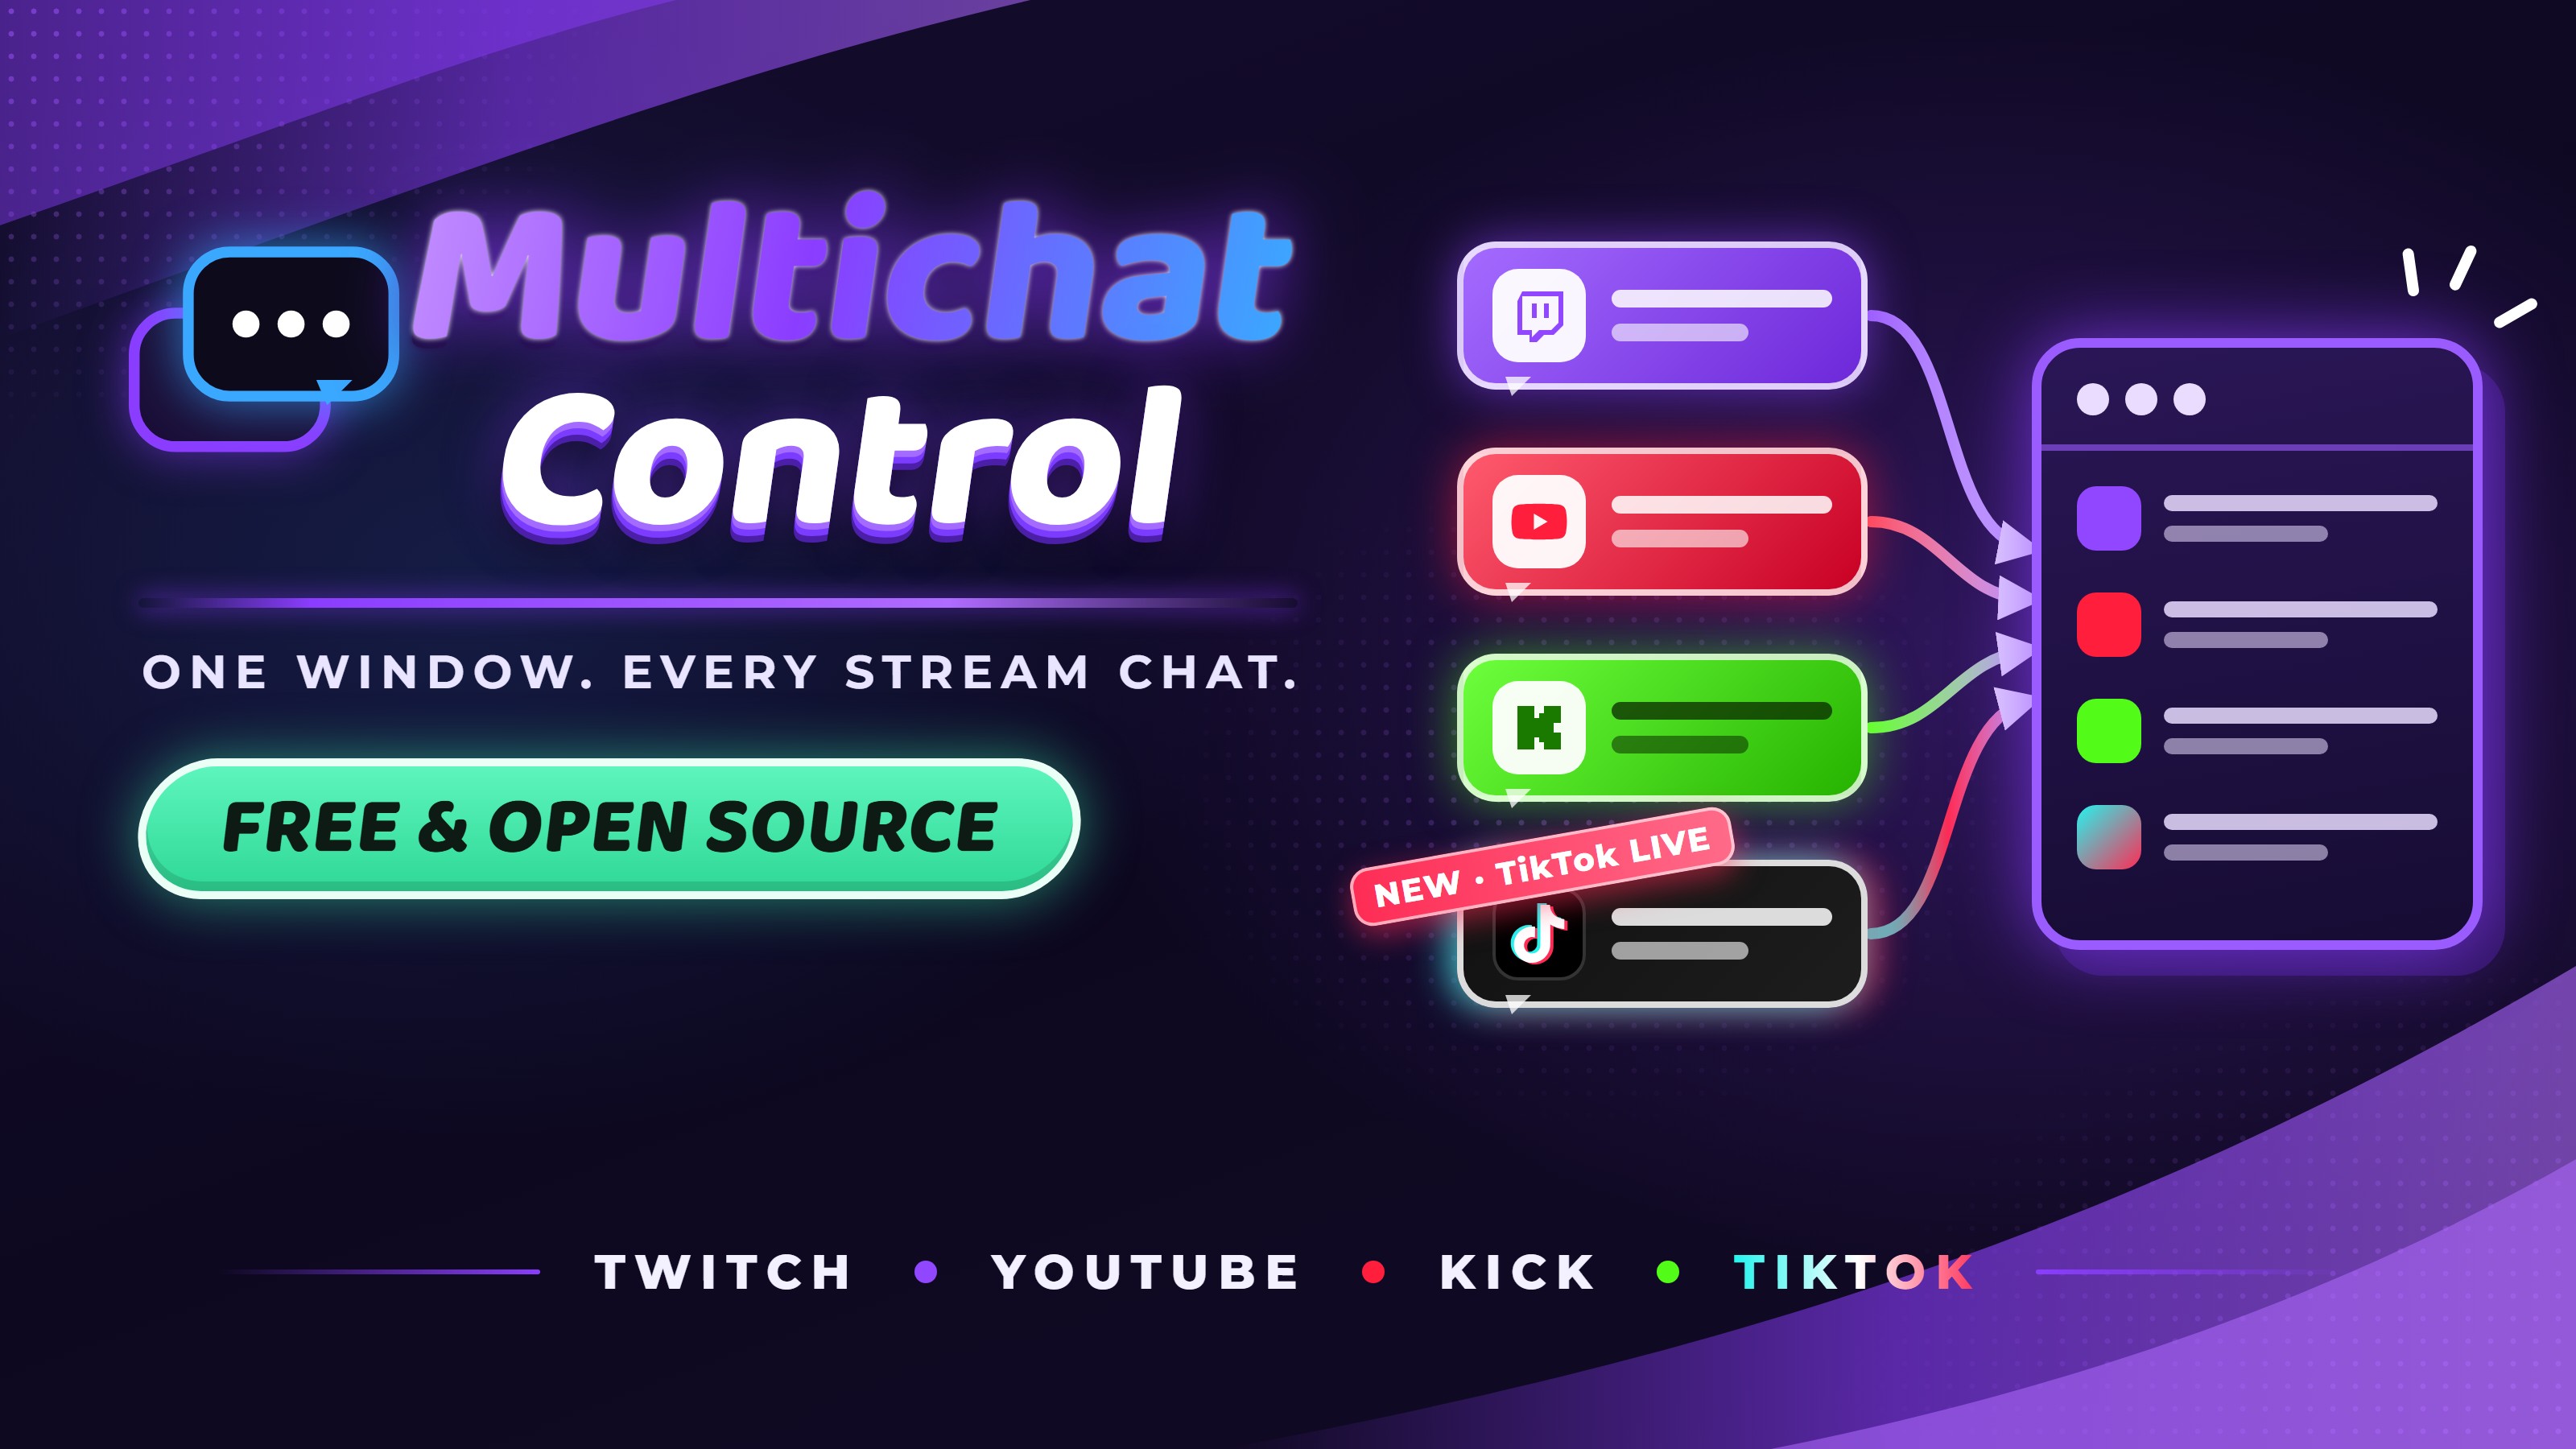 Multichat
Control
ONE WINDOW. EVERY STREAM CHAT.
FREE & OPEN SOURCE
NEW • TikTok LIVE
TWITCH • YOUTUBE • KICK • TIKTOK